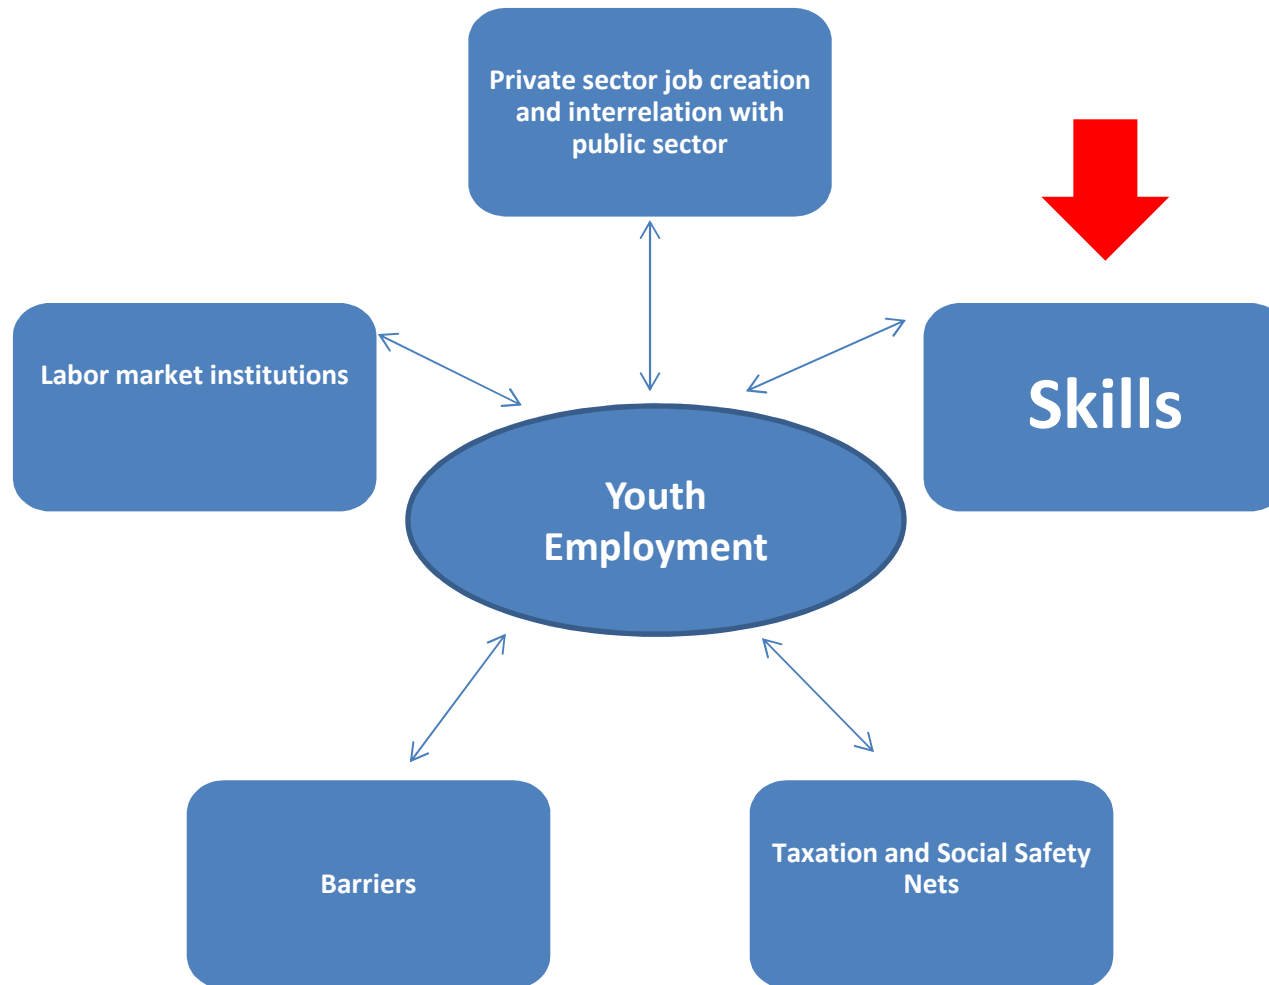 Private sector job creation
and interrelation with
public sector
Labor market institutions
Skills
Youth
Employment
Barriers
Taxation and Social Safety
Nets